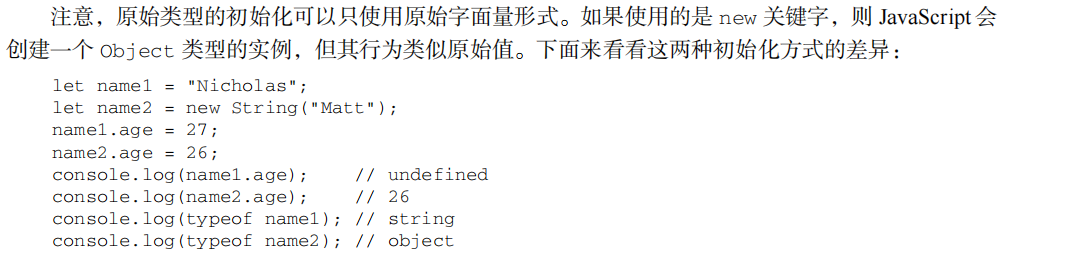 注意，原始类型的初始化可以只使用原始字面量形式。如果使用的是 new 关键字，则 JavaScript 会
创建一个 Object 类型的实例，但其行为类似原始值。下面来看看这两种初始化方式的差异：
let name1 = "Nicholas";
let name2 = new String("Matt");
name1.age = 27;
name2.age = 26;
console.log(name1.age);    // undefined
console.log(name2.age);    // 26
console.log(typeof name1); // string
console.log(typeof name2); // object